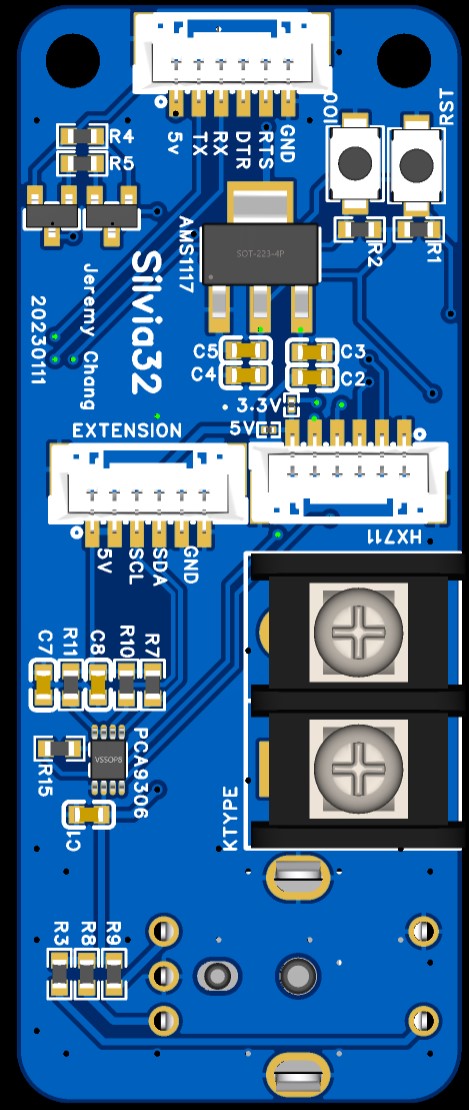 5v
TX
RX
DTR
RTS
GND
IO0
RST
R4
R5
R2
R1
AMS1117
SOT-223-4P
Silvia32
Jeremy Chang
20230111
C5
C3
C4
C2
3.3V
5V
EXTENSION
HX711
5V
SCL
SDA
GND
C7
R11
C8
R10
R7
R15
VSSOP8
PCA9306
C1
KTYPE
R3
R8
R9